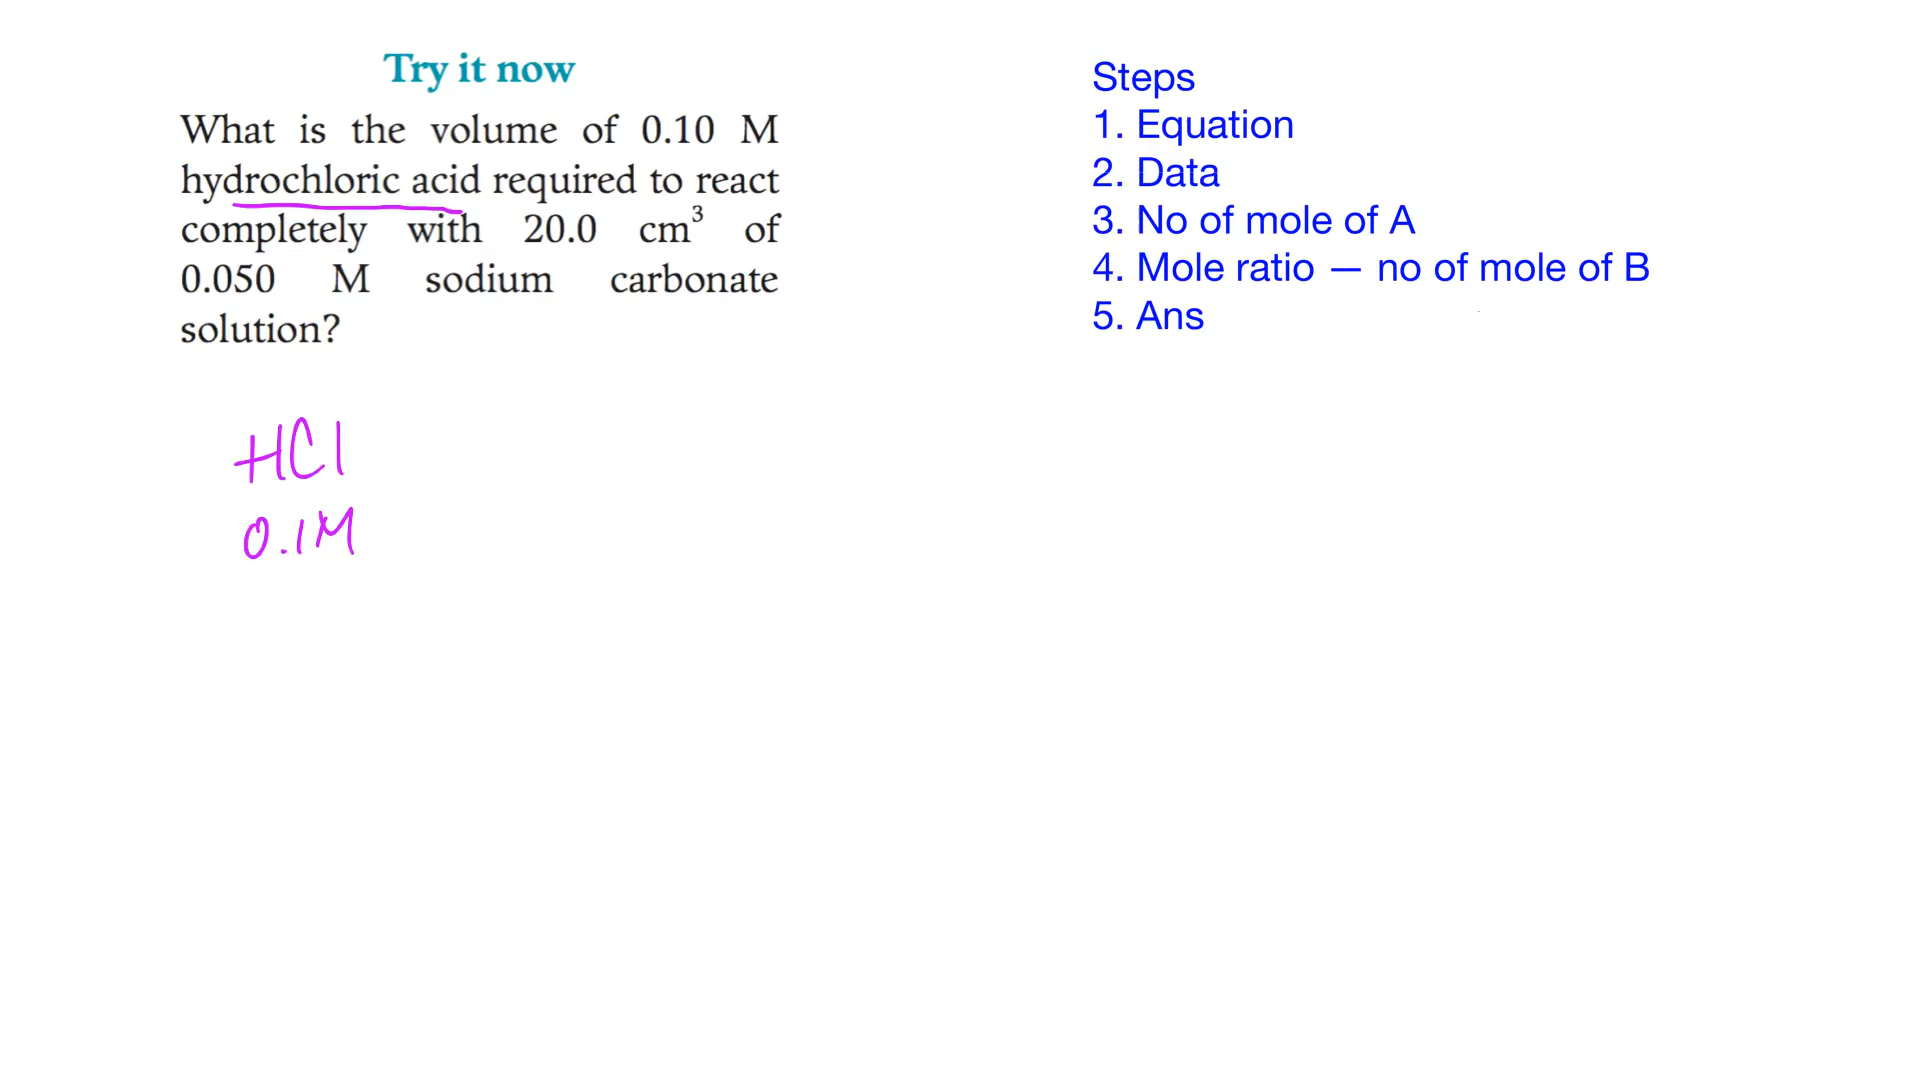 Try it now
What is the volume of 0.10 M
hydrochloric acid required to react
completely with 20.0 cm³ of
0.050 M sodium carbonate
solution?
HCl
0.1M
Steps
1. Equation
2. Data
3. No of mole of A
4. Mole ratio — no of mole of B
5. Ans